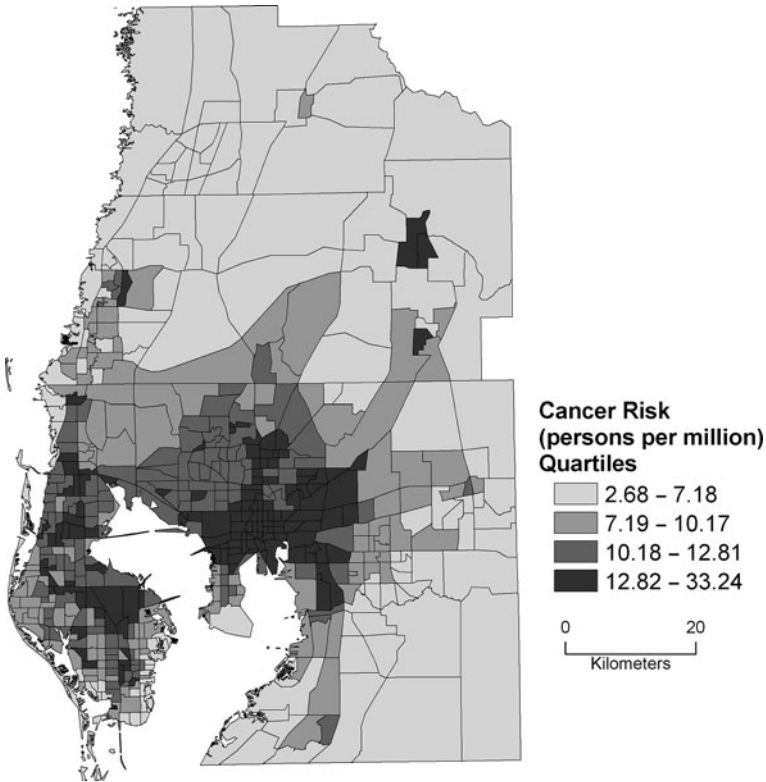 Cancer Risk
(persons per million)
Quartiles
2.68 – 7.18
7.19 – 10.17
10.18 – 12.81
12.82 – 33.24
0 20
Kilometers